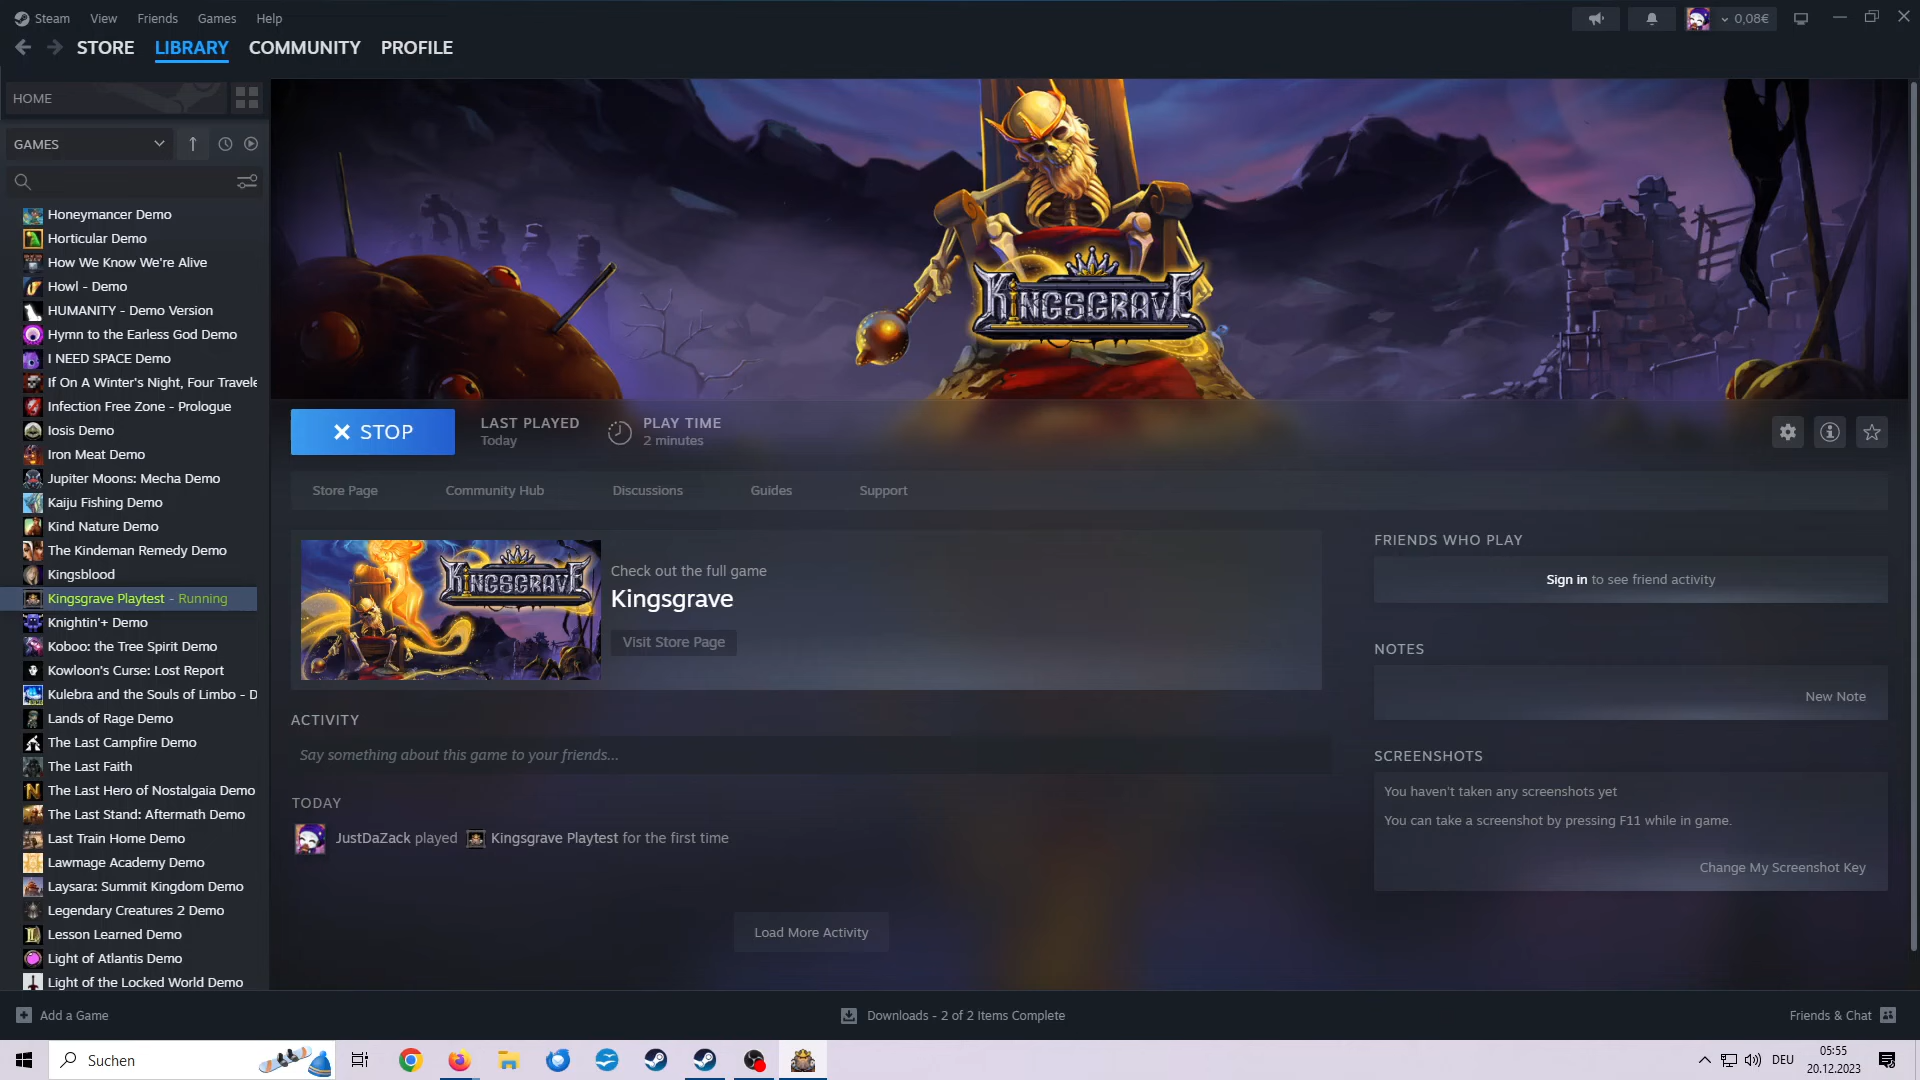 Steam View Friends Games Help
0,08€
STORE LIBRARY COMMUNITY PROFILE
HOME
GAMES
Honeymancer Demo
Horticular Demo
How We Know We're Alive
Howl - Demo
HUMANITY - Demo Version
Hymn to the Earless God Demo
I NEED SPACE Demo
If On A Winter's Night, Four Travele
Infection Free Zone - Prologue
Iosis Demo
Iron Meat Demo
Jupiter Moons: Mecha Demo
Kaiju Fishing Demo
Kind Nature Demo
The Kindeman Remedy Demo
Kingsblood
Kingsgrave Playtest - Running
Knightin'+ Demo
Koboo: the Tree Spirit Demo
Kowloon's Curse: Lost Report
Kulebra and the Souls of Limbo - D
Lands of Rage Demo
The Last Campfire Demo
The Last Faith
The Last Hero of Nostalgaia Demo
The Last Stand: Aftermath Demo
Last Train Home Demo
Lawmage Academy Demo
Laysara: Summit Kingdom Demo
Legendary Creatures 2 Demo
Lesson Learned Demo
Light of Atlantis Demo
Light of the Locked World Demo
KINGSGRAVE
STOP
LAST PLAYED
Today
PLAY TIME
2 minutes
Store Page Community Hub Discussions Guides Support
KINGSGRAVE
Check out the full game
Kingsgrave
Visit Store Page
ACTIVITY
Say something about this game to your friends...
TODAY
JustDaZack played Kingsgrave Playtest for the first time
Load More Activity
FRIENDS WHO PLAY
Sign in to see friend activity
NOTES
New Note
SCREENSHOTS
You haven't taken any screenshots yet
You can take a screenshot by pressing F11 while in game.
Change My Screenshot Key
Add a Game
Downloads - 2 of 2 Items Complete
Friends & Chat
Suchen
DEU
05:55
20.12.2023